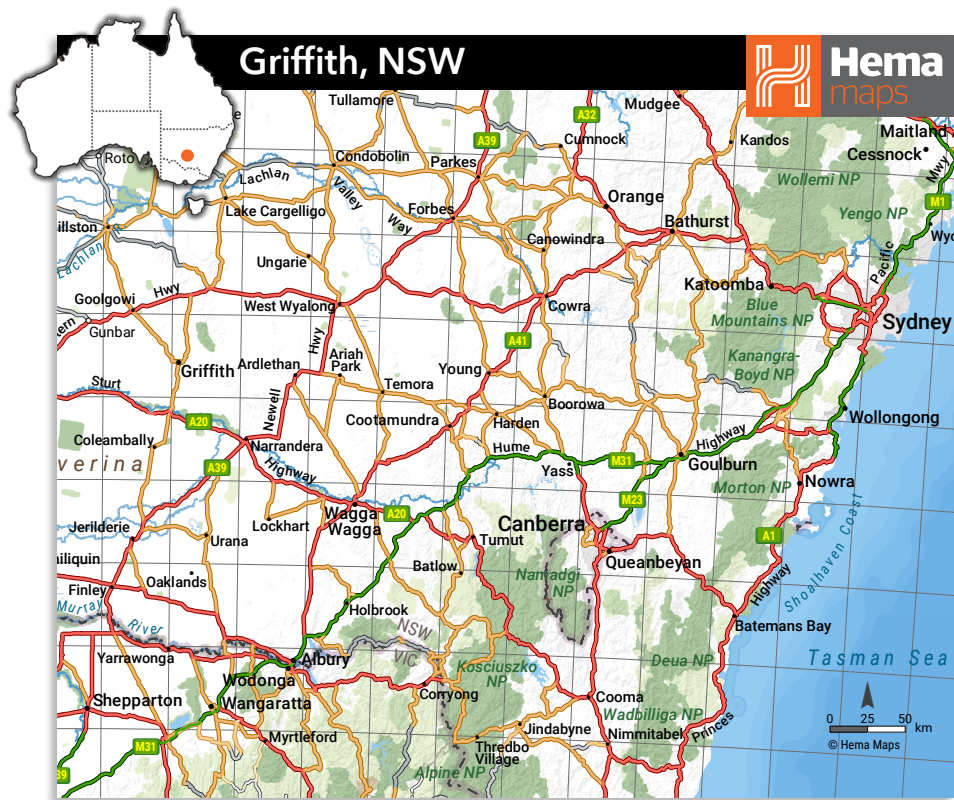 Griffith, NSW
Hema
maps
Tullamore
A32
Mudgee
e
A39
Cumnock
Kandos
Maitland
Cessnock
Roto
Condobolin
Parkes
Mwy
Lachlan
Valley
Way
Wollemi NP
Orange
M1
Lake Cargelligo
Forbes
Bathurst
Yengo NP
illston
Wyo
Lachlan R
Canowindra
Pacific
Ungarie
Katoomba
Goolgowi
Hwy
West Wyalong
Cowra
Blue
Mountains NP
Sydney
tern
Gunbar
Hwy
A41
Griffith
Ardlethan
Ariah
Park
Young
Kanangra-
Boyd NP
Sturt
Temora
Newell
Boorowa
Wollongong
A20
Cootamundra
Harden
Coleambally
Narrandera
Hume
Highway
verina
A39
Highway
Yass
M31
Goulburn
Morton NP
Nowra
M23
Lockhart
Wagga
Wagga
A20
Canberra
Jerilderie
Urana
Tumut
A1
Shoalhaven Coast
iliquin
Queanbeyan
Finley
Oaklands
Batlow
Namadgi
NP
Highway
Murray
River
Holbrook
Batemans Bay
NSW
VIC
Yarrawonga
Albury
Wodonga
Kosciuszko
NP
Deua NP
Tasman Sea
Shepparton
Wangaratta
Corryong
Cooma
Wadbilliga NP
0 25 50 km
M31
Myrtleford
Jindabyne
Nimmitabel
Princes
© Hema Maps
Thredbo
Village
39
Alpine NP